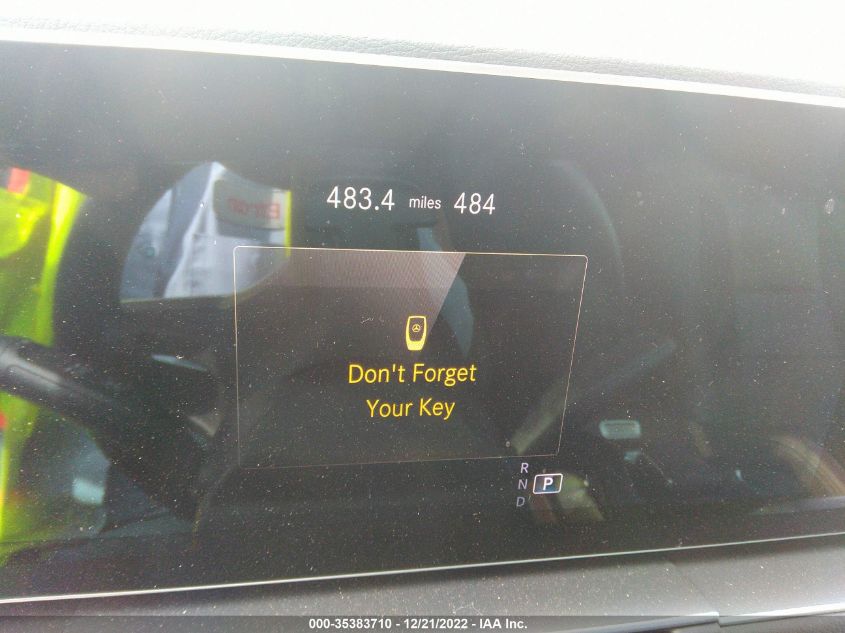 483.4 miles 484
Don't Forget
Your Key
R
N P
D
000-35383710 - 12/21/2022 - IAA Inc.